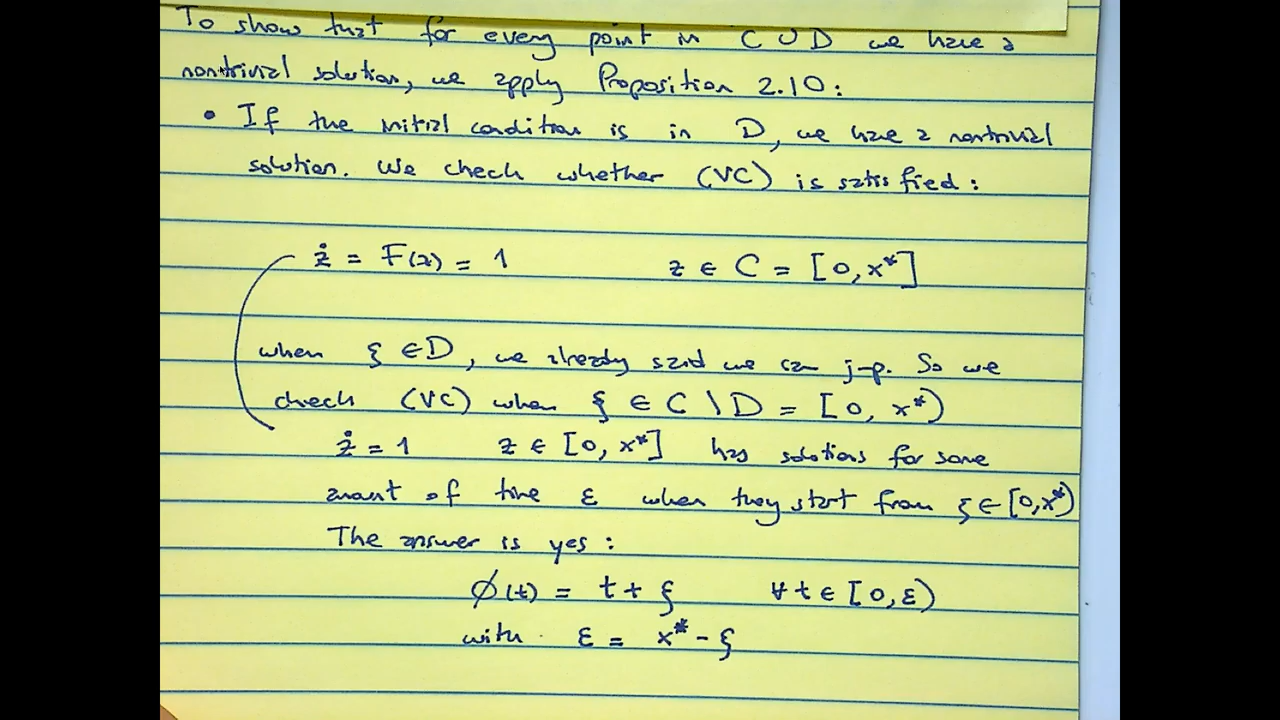 To show that for every point in C ∪ D we have a
nontrivial solution, we apply Proposition 2.10:
• If the initial condition is in D, we have a nontrivial
solution. We check whether (VC) is satisfied:
ż = F(z) = 1 z ∈ C = [0, x*]
when ξ ∈ D, we already said we can jump. So we
check (VC) when ξ ∈ C \ D = [0, x*)
ż = 1 z ∈ [0, x*] has solutions for some
amount of time ε when they start from ξ ∈ [0, x*)
The answer is yes:
ϕ(t) = t + ξ ∀ t ∈ [0, ε)
with ε = x* - ξ